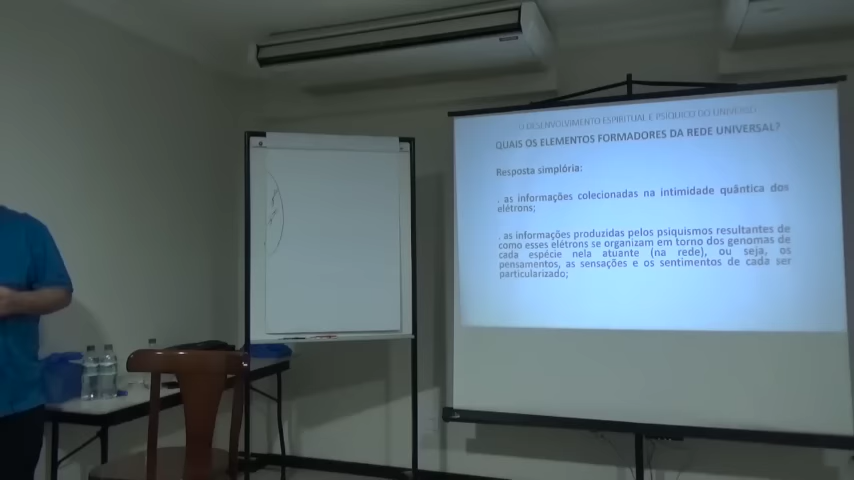 O DESENVOLVIMENTO ESPIRITUAL E PSÍQUICO DO UNIVERSO
QUAIS OS ELEMENTOS FORMADORES DA REDE UNIVERSAL?
Resposta simplória:
. as informações colecionadas na intimidade quântica dos
elétrons;
. as informações produzidas pelos psiquismos resultantes de
como esses elétrons se organizam em torno dos genomas de
cada espécie nela atuante (na rede), ou seja, os
pensamentos, as sensações e os sentimentos de cada ser
particularizado;